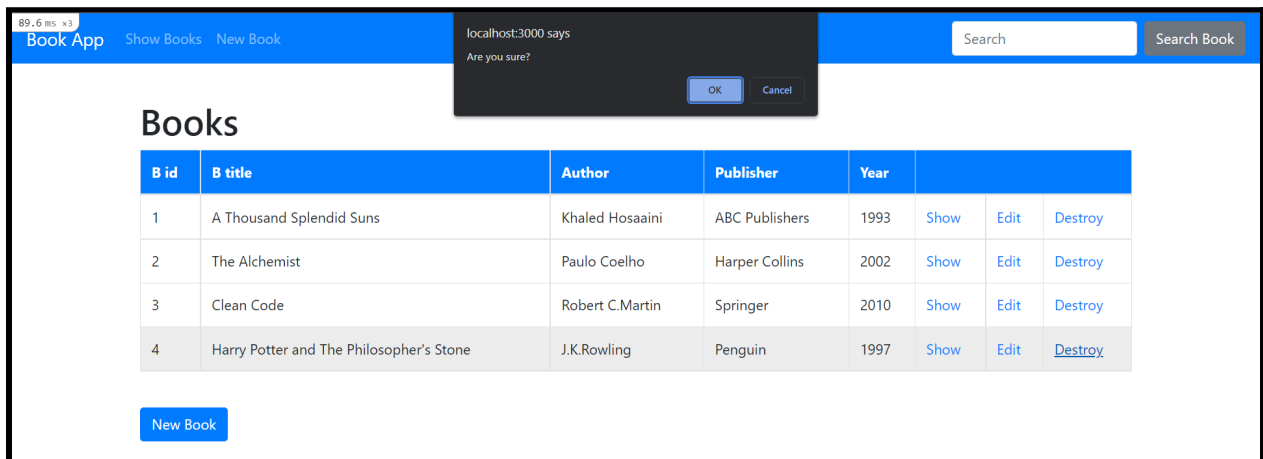 89.6 ms ×3
Book App Show Books New Book Search Search Book
localhost:3000 says
Are you sure?
OK Cancel
Books
B id B title Author Publisher Year
1 A Thousand Splendid Suns Khaled Hosaaini ABC Publishers 1993 Show Edit Destroy
2 The Alchemist Paulo Coelho Harper Collins 2002 Show Edit Destroy
3 Clean Code Robert C.Martin Springer 2010 Show Edit Destroy
4 Harry Potter and The Philosopher's Stone J.K.Rowling Penguin 1997 Show Edit Destroy
New Book